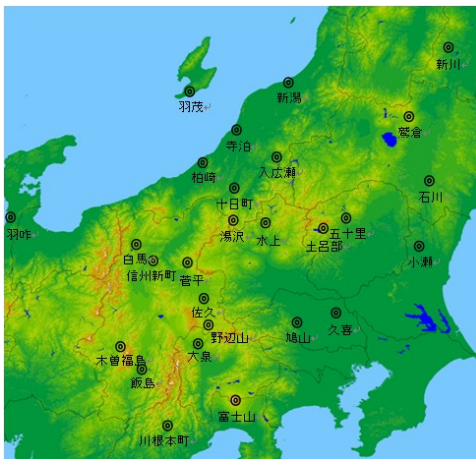 新川↵
新潟
羽茂↵
鷲倉↵
寺泊↵
入広瀬↵
柏崎↵
石川↵
十日町↵
羽咋↵
湯沢↵
水上↵
五十里↵
土呂部↵
白馬↵
小瀬↵
信州新町↵
菅平↵
佐久↵
久喜↵
野辺山↵
鳩山↵
大泉↵
木曽福島↵
飯島↵
富士山↵
川根本町↵